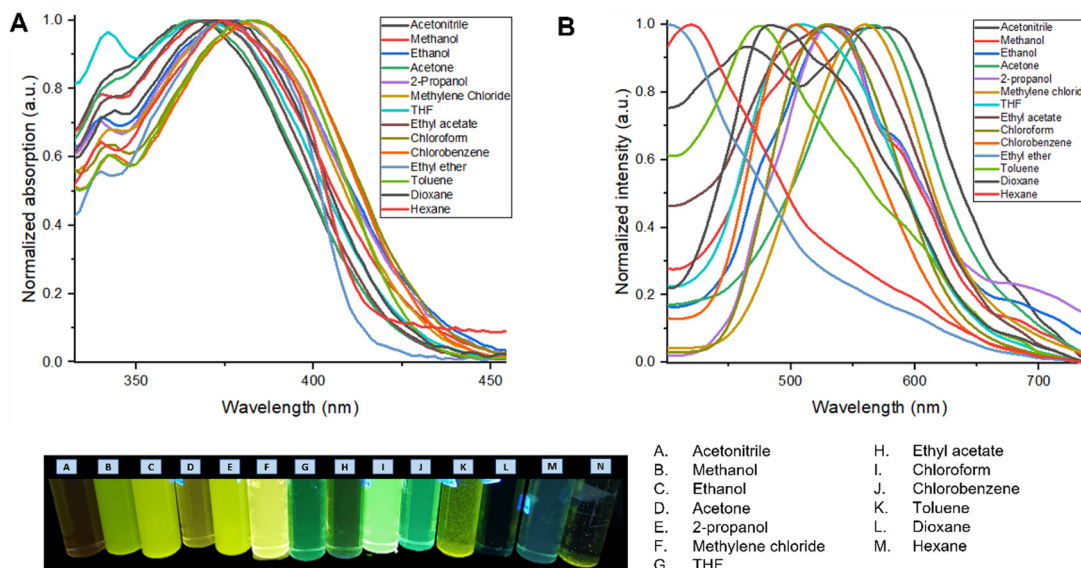 A
Normalized absorption (a.u.)
1.0
0.8
0.6
0.4
0.2
0.0
350
400
450
Wavelength (nm)
Acetonitrile
Methanol
Ethanol
Acetone
2-Propanol
Methylene Chloride
THF
Ethyl acetate
Chloroform
Chlorobenzene
Ethyl ether
Toluene
Dioxane
Hexane
B
Normalized intensity (a.u.)
1.0
0.8
0.6
0.4
0.2
0.0
500
600
700
Wavelength (nm)
Acetonitrile
Methanol
Ethanol
Acetone
2-propanol
Methylene chlorid
THF
Ethyl acetate
Chloroform
Chlorobenzene
Ethyl ether
Toluene
Dioxane
Hexane
A B C D E F G H I J K L M N
A. Acetonitrile
B. Methanol
C. Ethanol
D. Acetone
E. 2-propanol
F. Methylene chloride
G. THF
H. Ethyl acetate
I. Chloroform
J. Chlorobenzene
K. Toluene
L. Dioxane
M. Hexane